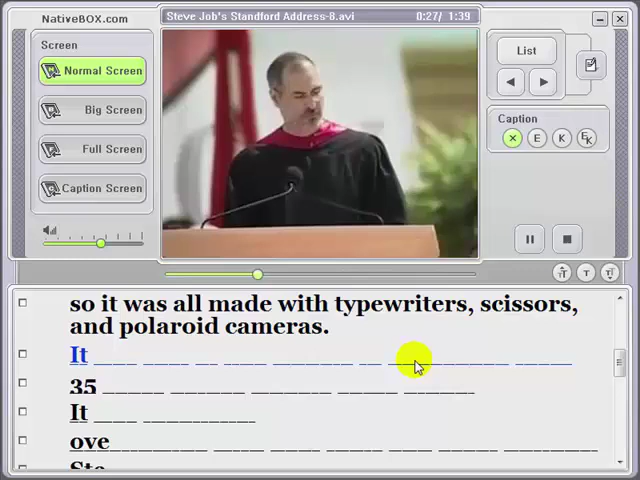 NativeBOX.com
Steve Job's Standford Address-8.avi
0:27/ 1:39
Screen
Normal Screen
Big Screen
Full Screen
Caption Screen
List
Caption
E
K
EK
T
T
T
so it was all made with typewriters, scissors,
and polaroid cameras.
It
35
It
ove